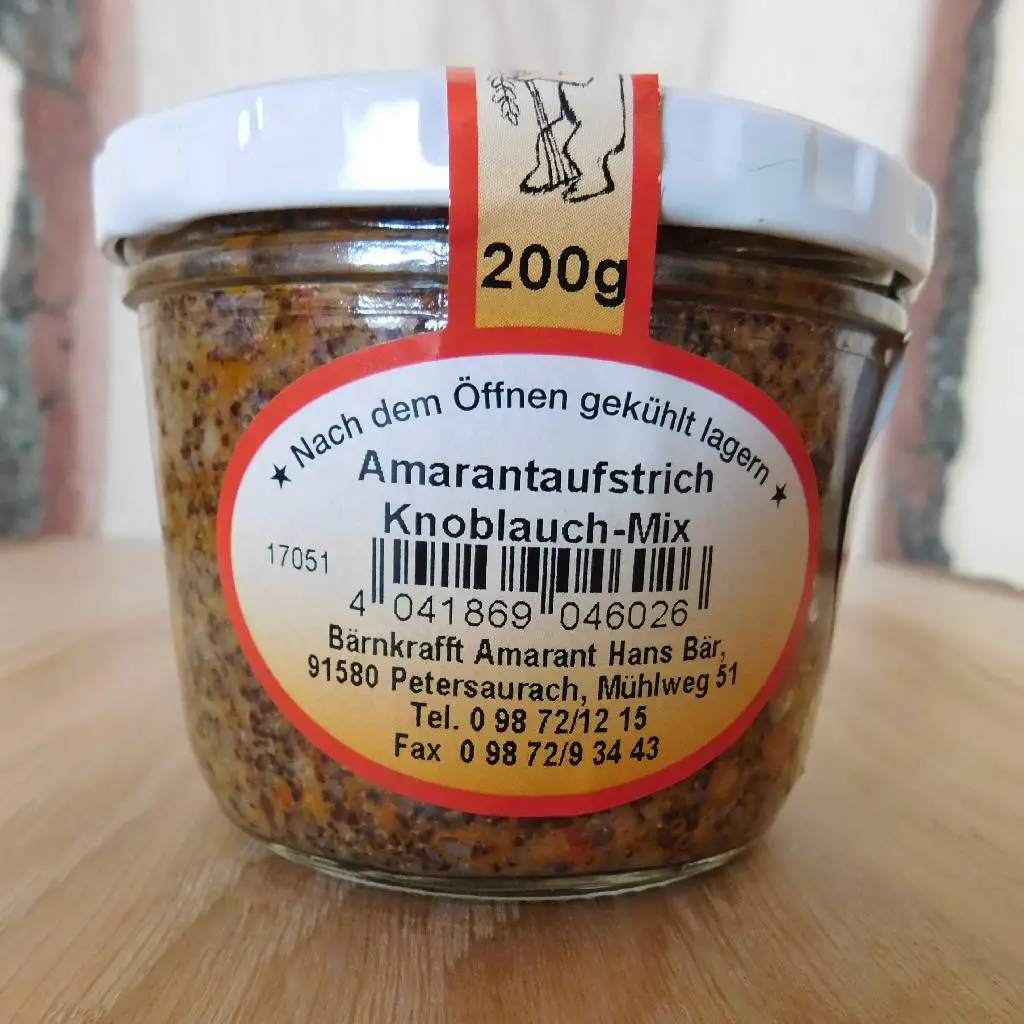 200g
★ Nach dem Öffnen gekühlt lagern ★
Amarantaufstrich
Knoblauch-Mix
17051
4 041869 046026
Bärnkrafft Amarant Hans Bär,
91580 Petersaurach, Mühlweg 51
Tel. 0 98 72/12 15
Fax 0 98 72/9 34 43